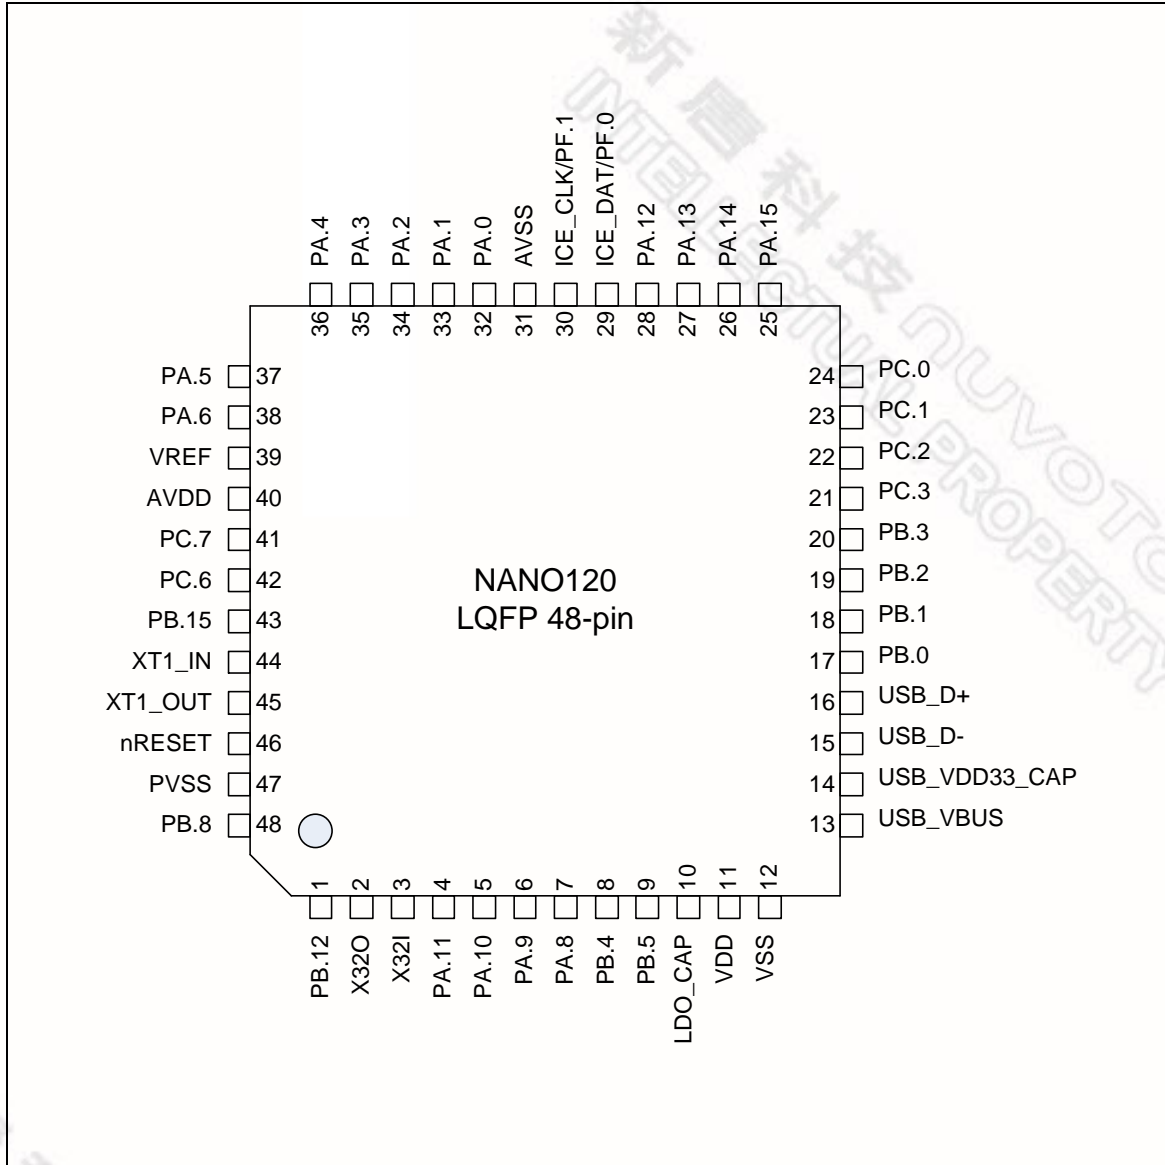 新唐科技 nuvoTo
INTELLECTUAL PROPERTY
PA.4
PA.3
PA.2
PA.1
PA.0
AVSS
ICE_CLK/PF.1
ICE_DAT/PF.0
PA.12
PA.13
PA.14
PA.15
36
35
34
33
32
31
30
29
28
27
26
25
PA.5 37
PA.6 38
VREF 39
AVDD 40
PC.7 41
PC.6 42
PB.15 43
XT1_IN 44
XT1_OUT 45
nRESET 46
PVSS 47
PB.8 48
NANO120
LQFP 48-pin
24 PC.0
23 PC.1
22 PC.2
21 PC.3
20 PB.3
19 PB.2
18 PB.1
17 PB.0
16 USB_D+
15 USB_D-
14 USB_VDD33_CAP
13 USB_VBUS
1
2
3
4
5
6
7
8
9
10
11
12
PB.12
X32O
X32I
PA.11
PA.10
PA.9
PA.8
PB.4
PB.5
LDO_CAP
VDD
VSS